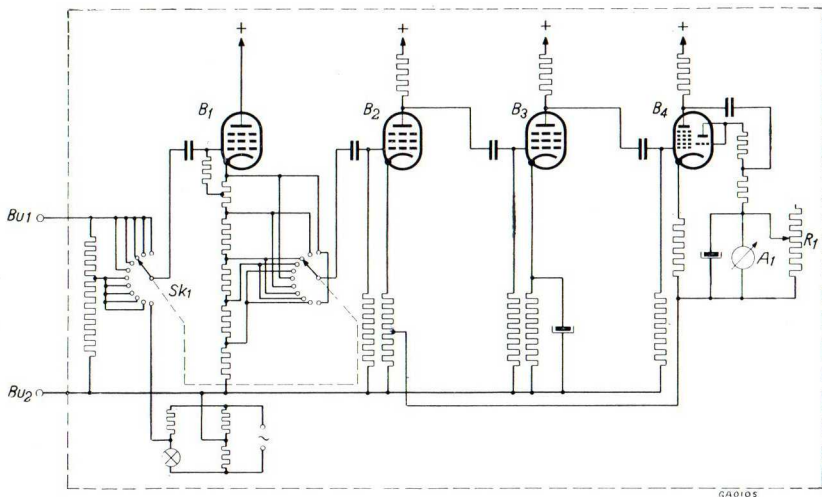 + + + +
B1 B2 B3 B4
Bu1
Sk1
A1 R1
Bu2
~
GA0105